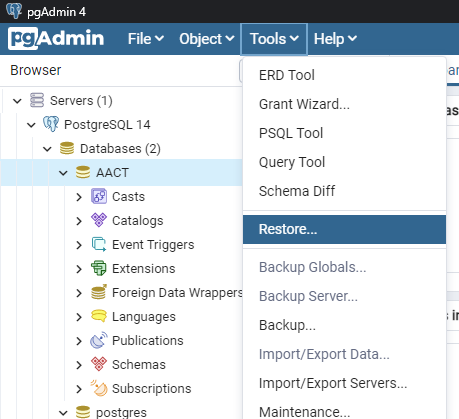 pgAdmin 4
pgAdmin File Object Tools Help
Browser
Servers (1)
PostgreSQL 14
Databases (2)
AACT
Casts
Catalogs
Event Triggers
Extensions
Foreign Data Wrappers
Languages
Publications
Schemas
Subscriptions
postgres
ERD Tool
Grant Wizard...
PSQL Tool
Query Tool
Schema Diff
Restore...
Backup Globals...
Backup Server...
Backup...
Import/Export Data...
Import/Export Servers...
Maintenance...